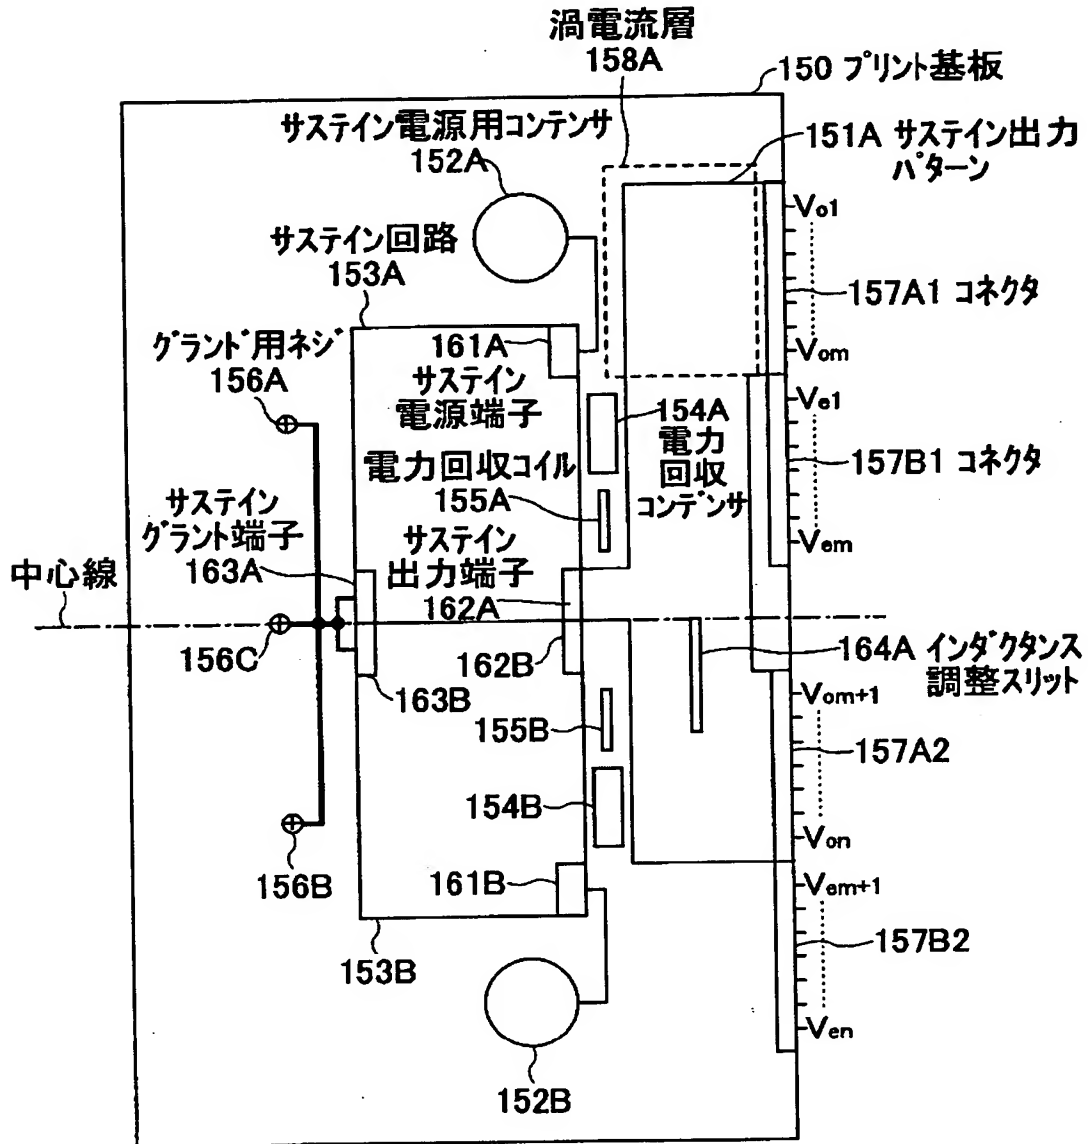 渦電流層
158A
150 プリント基板
サステイン電源用コンテンサ
152A
151A サステイン出力
パターン
Vo1
サステイン回路
153A
157A1 コネクタ
グランド用ネジ
156A
161A
サステイン
電源端子
Vom
Ve1
154A
電力
回収
コンデンサ
電力回収コイル
155A
157B1 コネクタ
サステイン
グラント端子
163A
サステイン
出力端子
162A
Vem
中心線
156C
163B
162B
164A インダクタンス
調整スリット
155B
Vom+1
157A2
154B
Von
156B
161B
Vem+1
153B
157B2
Ven
152B